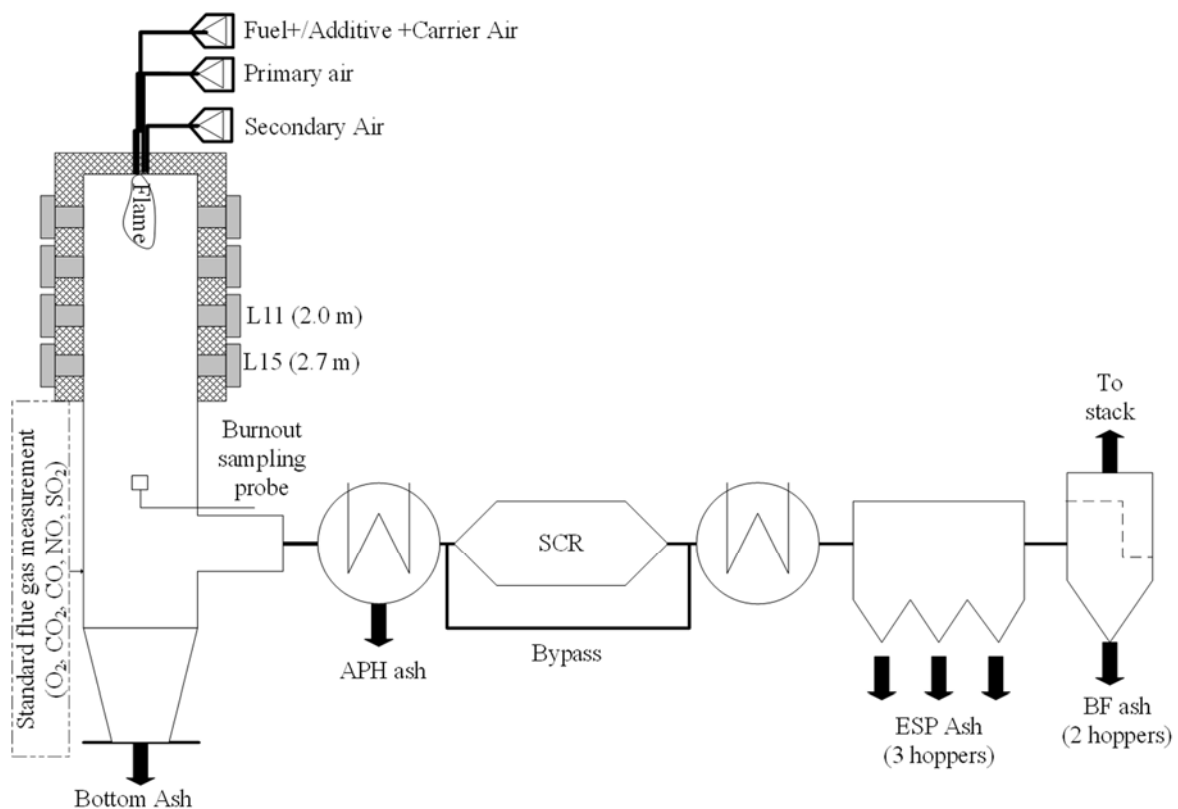 Fuel+/Additive +Carrier Air
Primary air
Secondary Air
Flame
L11 (2.0 m)
L15 (2.7 m)
Standard flue gas measurement
(O₂, CO₂, CO, NO, SO₂)
Burnout
sampling
probe
SCR
Bypass
APH ash
Bottom Ash
ESP Ash
(3 hoppers)
To
stack
BF ash
(2 hoppers)